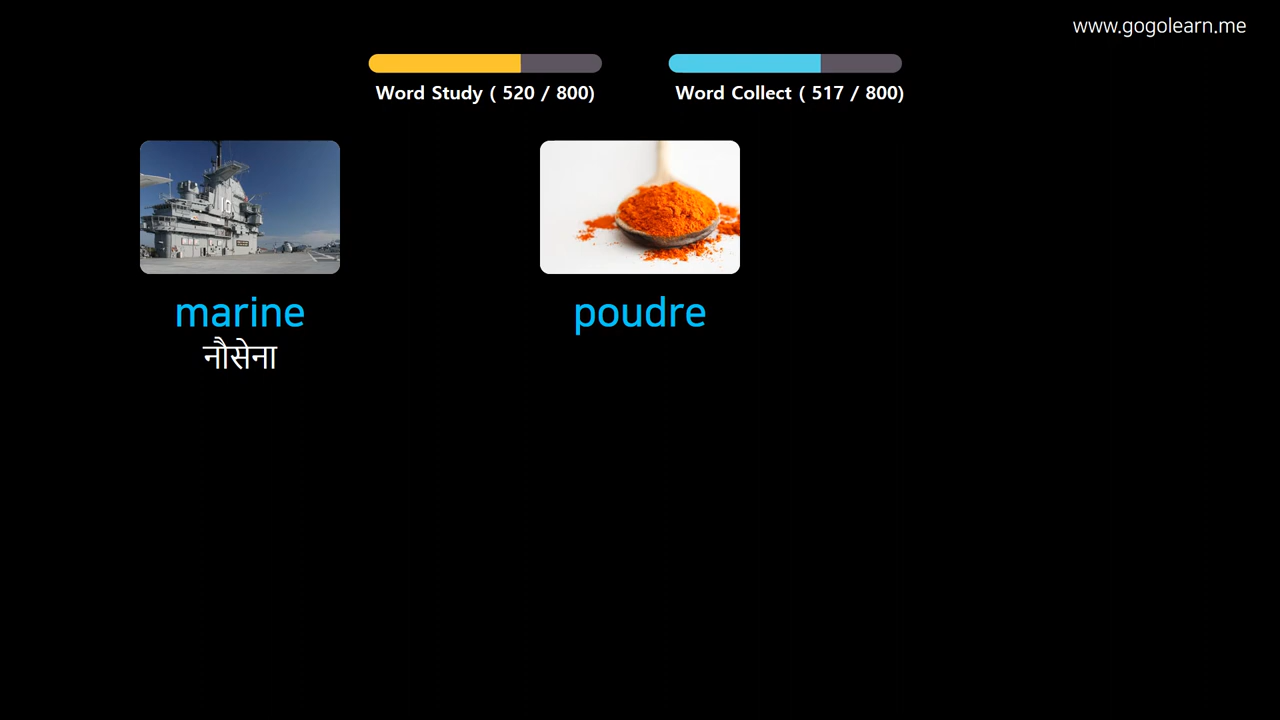 www.gogolearn.me
Word Study ( 520 / 800)
Word Collect ( 517 / 800)
marine
नौसेना
poudre